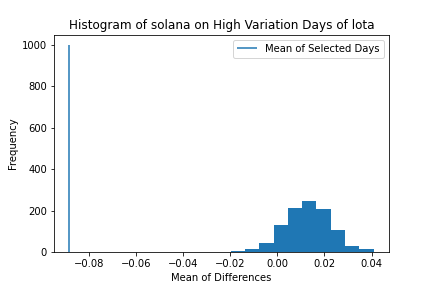 Histogram of solana on High Variation Days of Iota
Mean of Selected Days
Frequency
1000
800
600
400
200
0
−0.08 −0.06 −0.04 −0.02 0.00 0.02 0.04
Mean of Differences